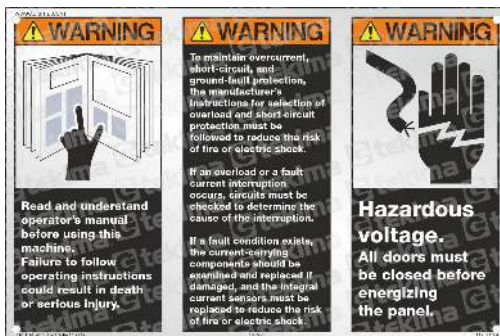 WARNING
Read and understand
operator's manual
before using this
machine.
Failure to follow
operating instructions
could result in death
or serious injury.
WARNING
To maintain overcurrent,
short-circuit, and
ground-fault protection,
the manufacturer's
instructions for selection of
overload and short circuit
protection must be
followed to reduce the risk
of fire or electric shock.
If an overload or a fault
current interruption
occurs, circuits must be
checked to determine the
cause of the interruption.
If a fault condition exists,
the current-carrying
components should be
examined and replaced if
damaged, and the integral
current sensors must be
replaced to reduce the risk
of fire or electric shock.
WARNING
Hazardous
voltage.
All doors must
be closed before
energizing
the panel.